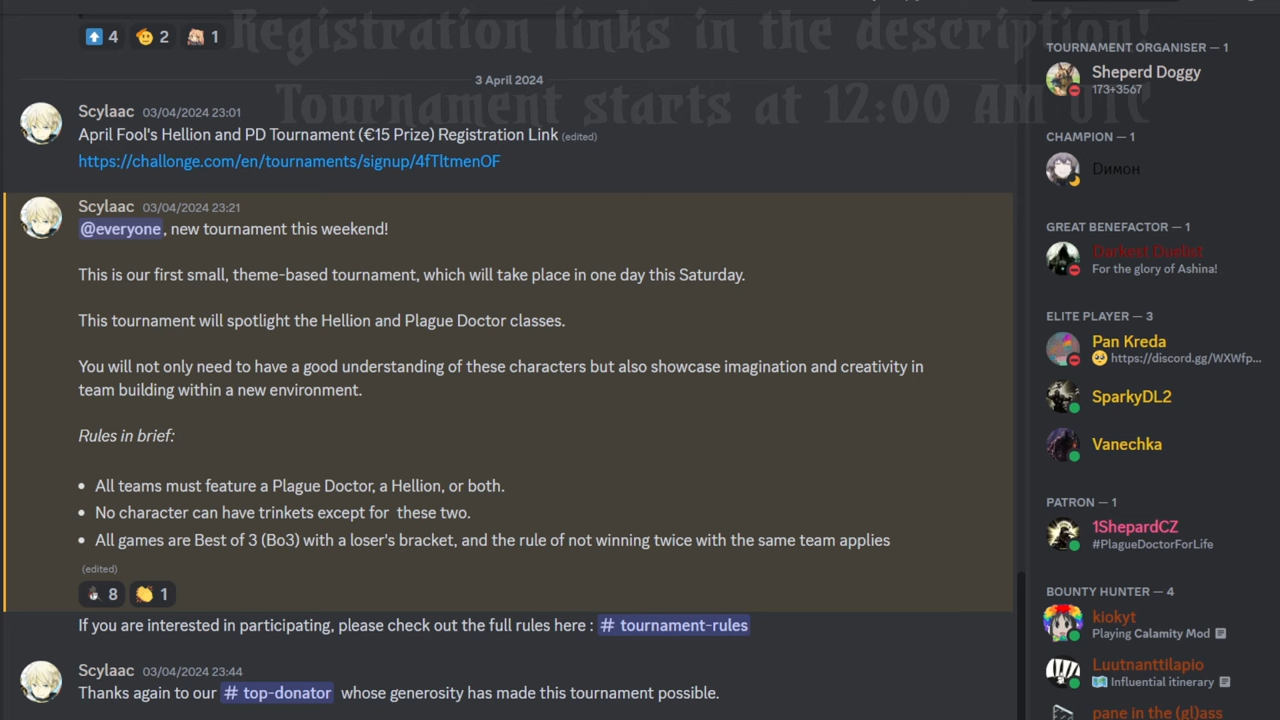 Registration links in the description!
Tournament starts at 12:00 AM UTC
4 2 1
3 April 2024
Scylaac 03/04/2024 23:01
April Fool's Hellion and PD Tournament (€15 Prize) Registration Link (edited)
https://challonge.com/en/tournaments/signup/4fTltmenOF
Scylaac 03/04/2024 23:21
@everyone, new tournament this weekend!
This is our first small, theme-based tournament, which will take place in one day this Saturday.
This tournament will spotlight the Hellion and Plague Doctor classes.
You will not only need to have a good understanding of these characters but also showcase imagination and creativity in
team building within a new environment.
Rules in brief:
• All teams must feature a Plague Doctor, a Hellion, or both.
• No character can have trinkets except for these two.
• All games are Best of 3 (Bo3) with a loser's bracket, and the rule of not winning twice with the same team applies
(edited)
8 1
If you are interested in participating, please check out the full rules here : # tournament-rules
Scylaac 03/04/2024 23:44
Thanks again to our # top-donator whose generosity has made this tournament possible.
TOURNAMENT ORGANISER — 1
Sheperd Doggy
173+3567
CHAMPION — 1
Димон
GREAT BENEFACTOR — 1
Darkest Duelist
For the glory of Ashina!
ELITE PLAYER — 3
Pan Kreda
https://discord.gg/WXWfp...
SparkyDL2
Vanechka
PATRON — 1
1ShepardCZ
#PlagueDoctorForLife
BOUNTY HUNTER — 4
kiokyt
Playing Calamity Mod
Luutnanttilapio
Influential itinerary
pane in the (gl)ass